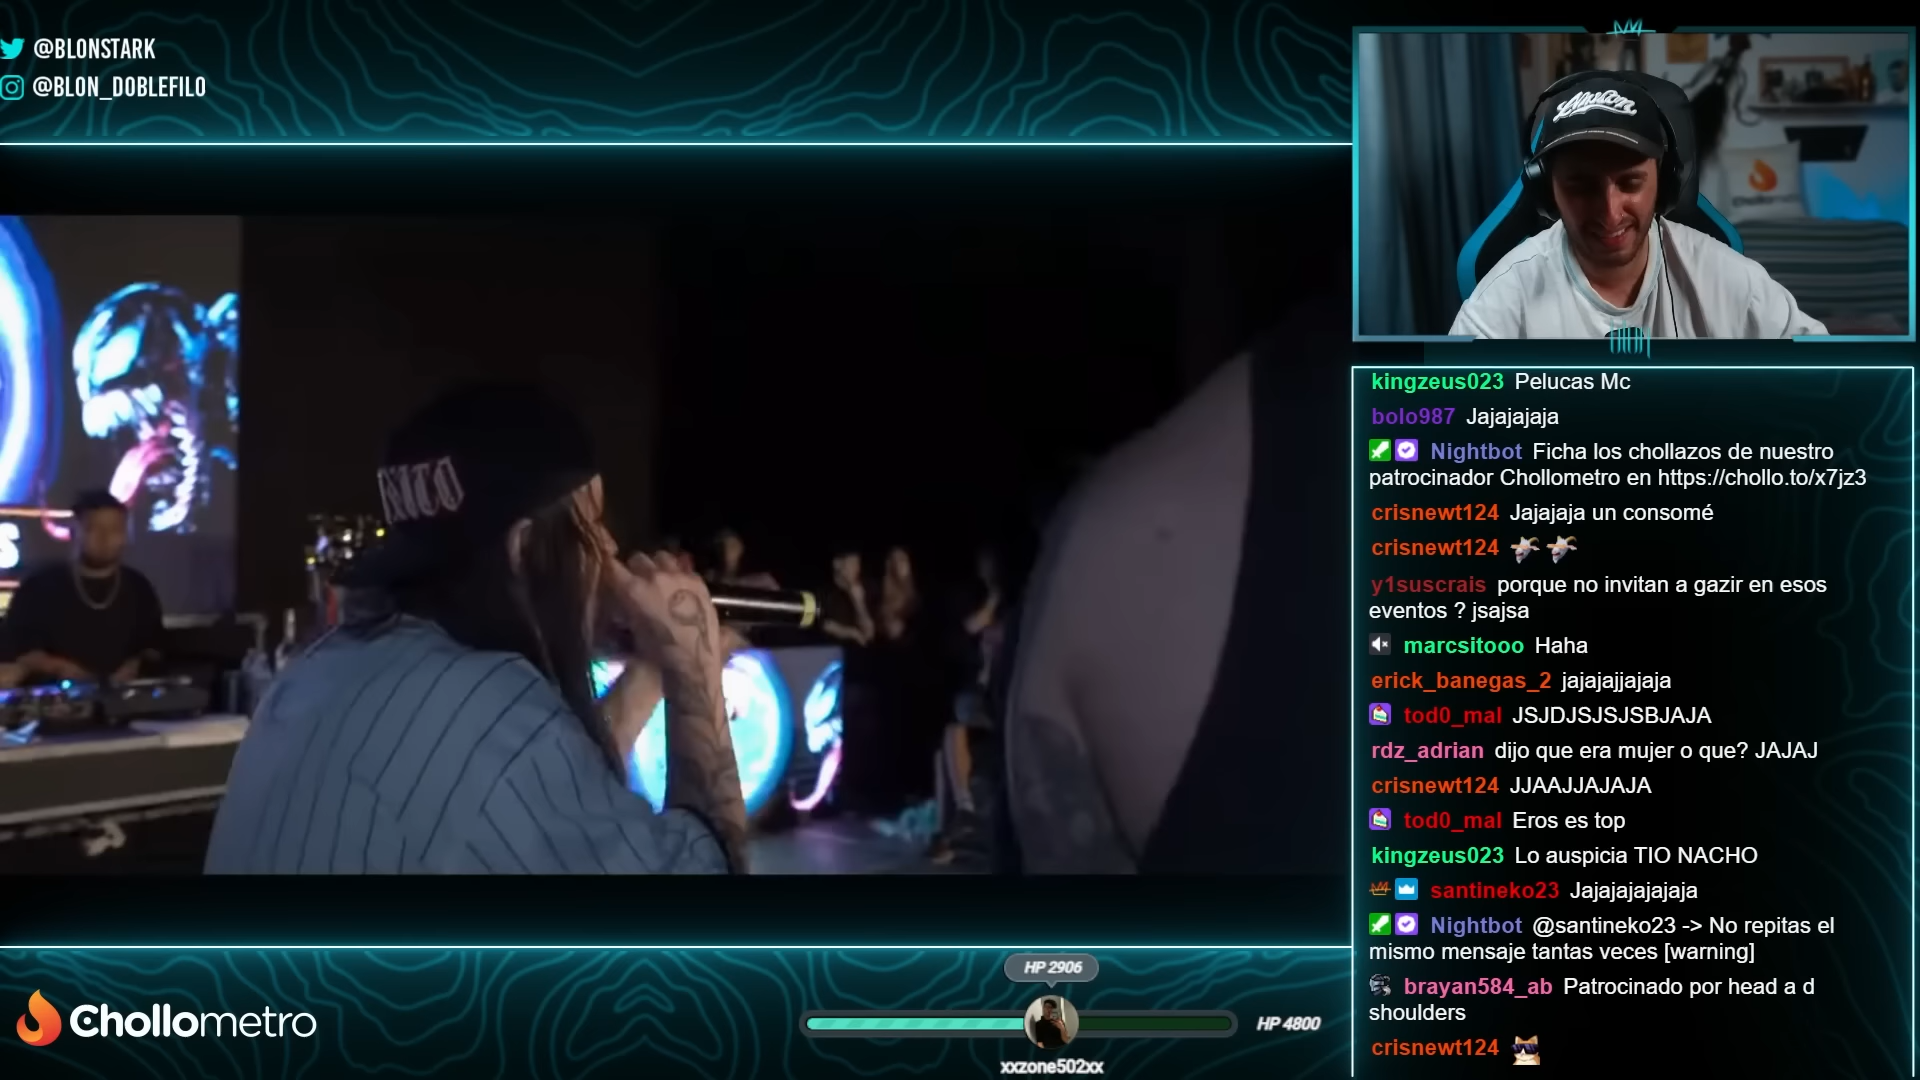 @BLONSTARK
@BLON_DOBLEFILO
kingzeus023 Pelucas Mc
bolo987 Jajajajaja
Nightbot Ficha los chollazos de nuestro
patrocinador Chollometro en https://chollo.to/x7jz3
crisnewt124 Jajajaja un consomé
crisnewt124
y1suscrais porque no invitan a gazir en esos
eventos ? jsajsa
marcsitooo Haha
erick_banegas_2 jajajajjajaja
tod0_mal JSJDJSJSJSBJAJA
rdz_adrian dijo que era mujer o que? JAJAJ
crisnewt124 JJAAJJAJAJA
tod0_mal Eros es top
kingzeus023 Lo auspicia TIO NACHO
santineko23 Jajajajajajaja
Nightbot @santineko23 -> No repitas el
mismo mensaje tantas veces [warning]
brayan584_ab Patrocinado por head a d
shoulders
crisnewt124
HP 2906
HP 4800
xxzone502xx
Chollometro